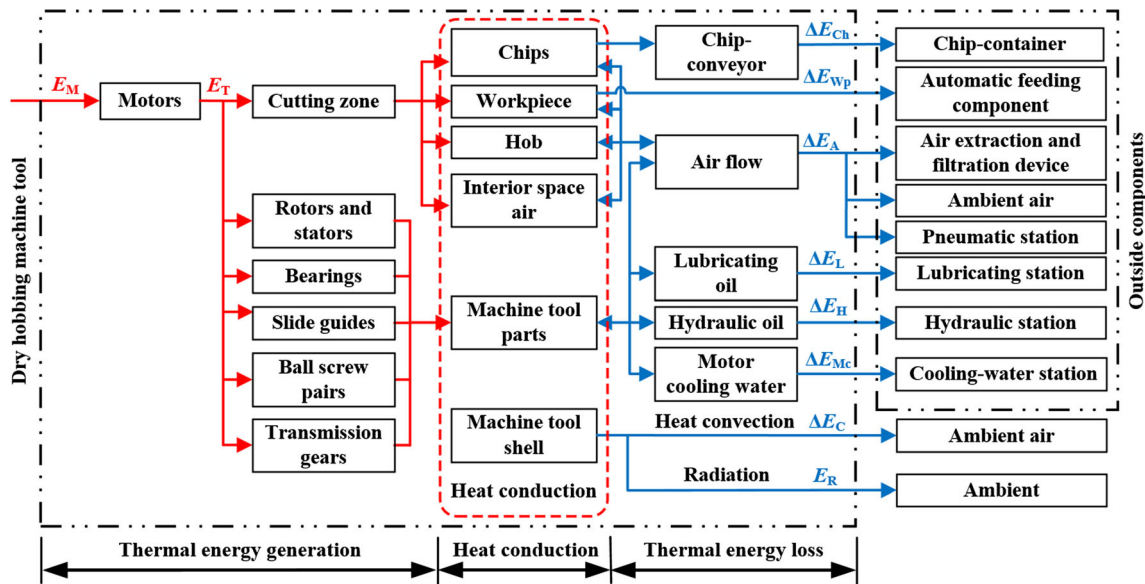 Dry hobbing machine tool
E_M
Motors
E_T
Cutting zone
Rotors and
stators
Bearings
Slide guides
Ball screw
pairs
Transmission
gears
Chips
Workpiece
Hob
Interior space
air
Machine tool
parts
Machine tool
shell
Heat conduction
Chip-
conveyor
Air flow
Lubricating
oil
Hydraulic oil
Motor
cooling water
Heat convection
Radiation
ΔE_Ch
ΔE_Wp
ΔE_A
ΔE_L
ΔE_H
ΔE_Mc
ΔE_C
E_R
Chip-container
Automatic feeding
component
Air extraction and
filtration device
Ambient air
Pneumatic station
Lubricating station
Hydraulic station
Cooling-water station
Ambient air
Ambient
Outside components
Thermal energy generation
Heat conduction
Thermal energy loss